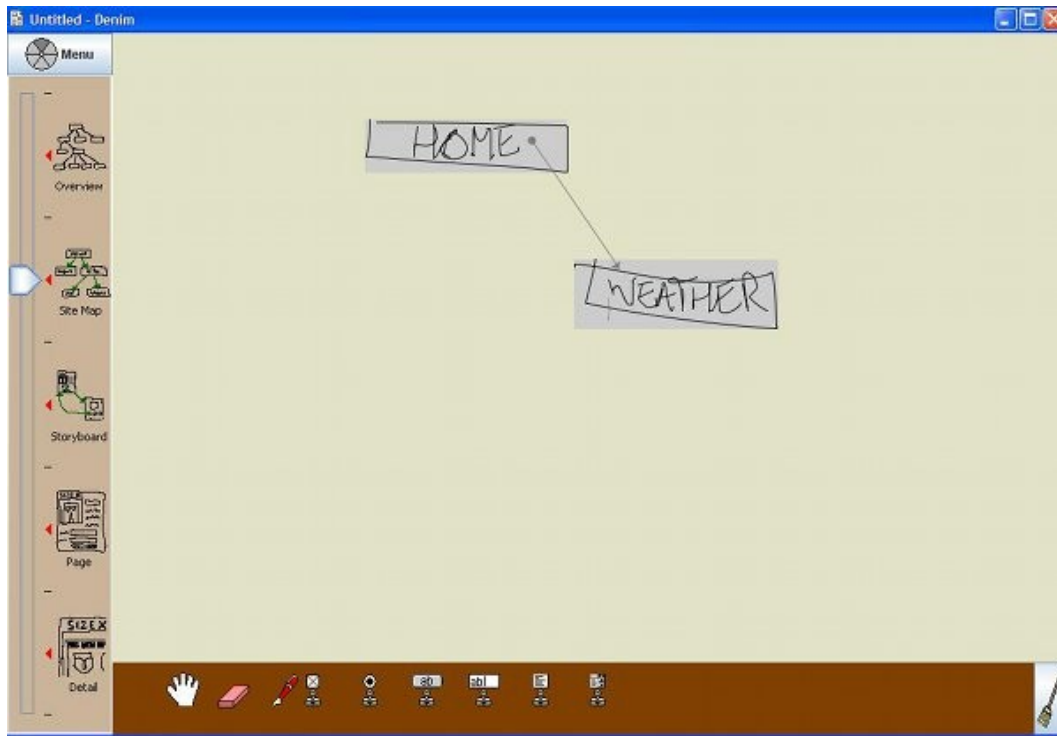 Untitled - Denim
Menu
HOME
Overview
WEATHER
Site Map
Storyboard
Page
SIZEX
Detail
ab
abl